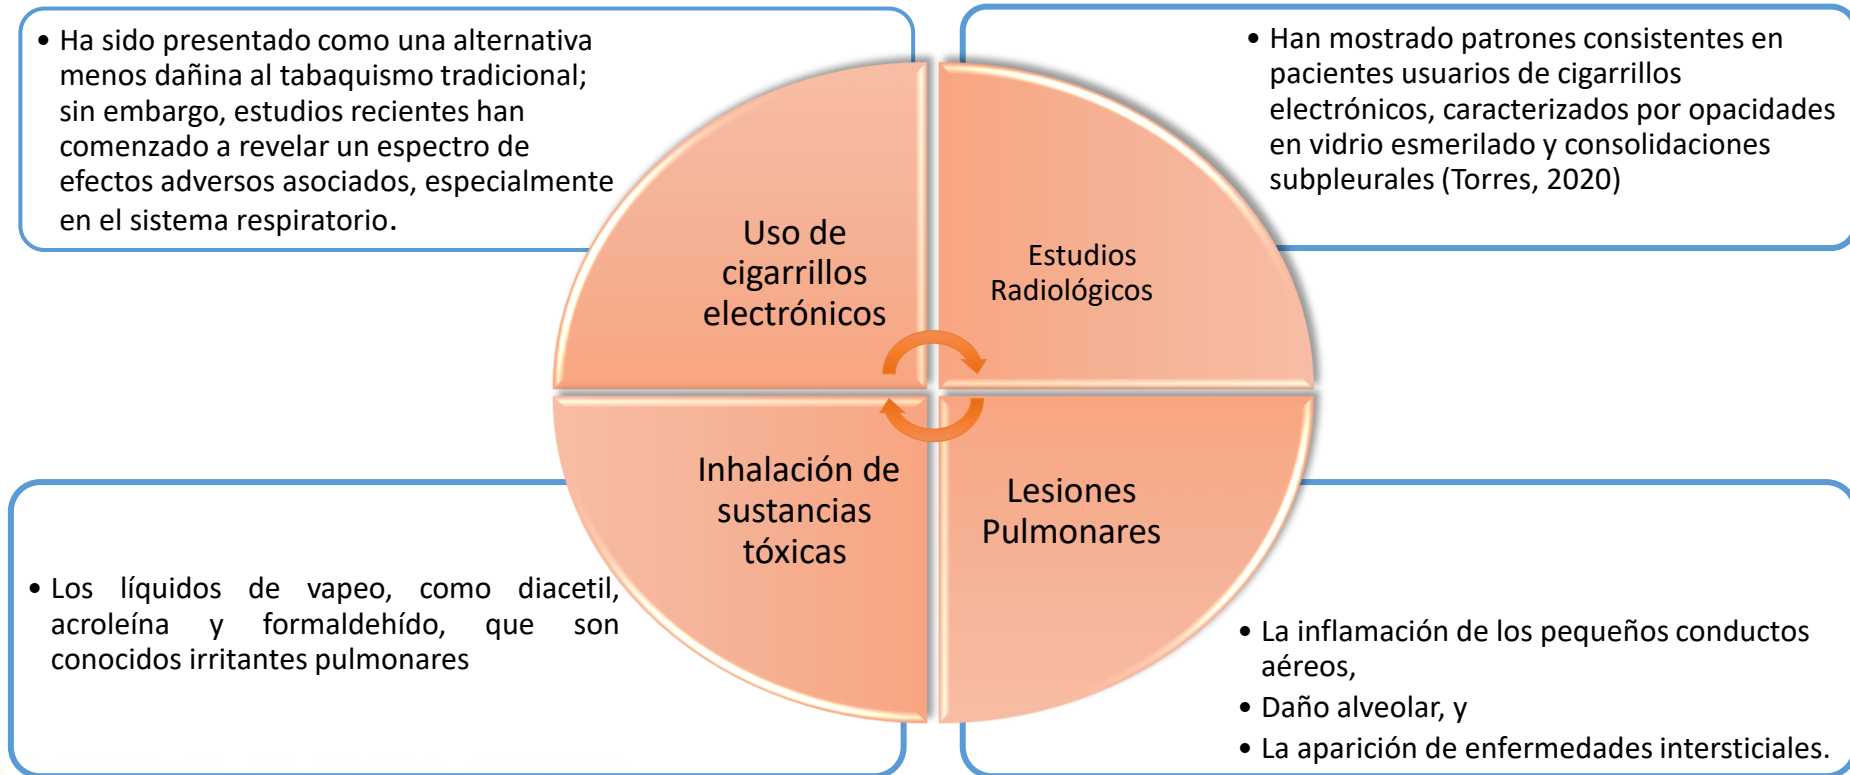 • Ha sido presentado como una alternativa
menos dañina al tabaquismo tradicional;
sin embargo, estudios recientes han
comenzado a revelar un espectro de
efectos adversos asociados, especialmente
en el sistema respiratorio.
• Han mostrado patrones consistentes en
pacientes usuarios de cigarrillos
electrónicos, caracterizados por opacidades
en vidrio esmerilado y consolidaciones
subpleurales (Torres, 2020)
Uso de
cigarrillos
electrónicos
Estudios
Radiológicos
Inhalación de
sustancias
tóxicas
Lesiones
Pulmonares
• Los líquidos de vapeo, como diacetil,
acroleína y formaldehído, que son
conocidos irritantes pulmonares
• La inflamación de los pequeños conductos
aéreos,
• Daño alveolar, y
• La aparición de enfermedades intersticiales.